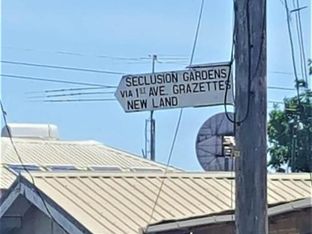 SECLUSION GARDENS
VIA 1ST AVE. GRAZETTES
NEW LAND